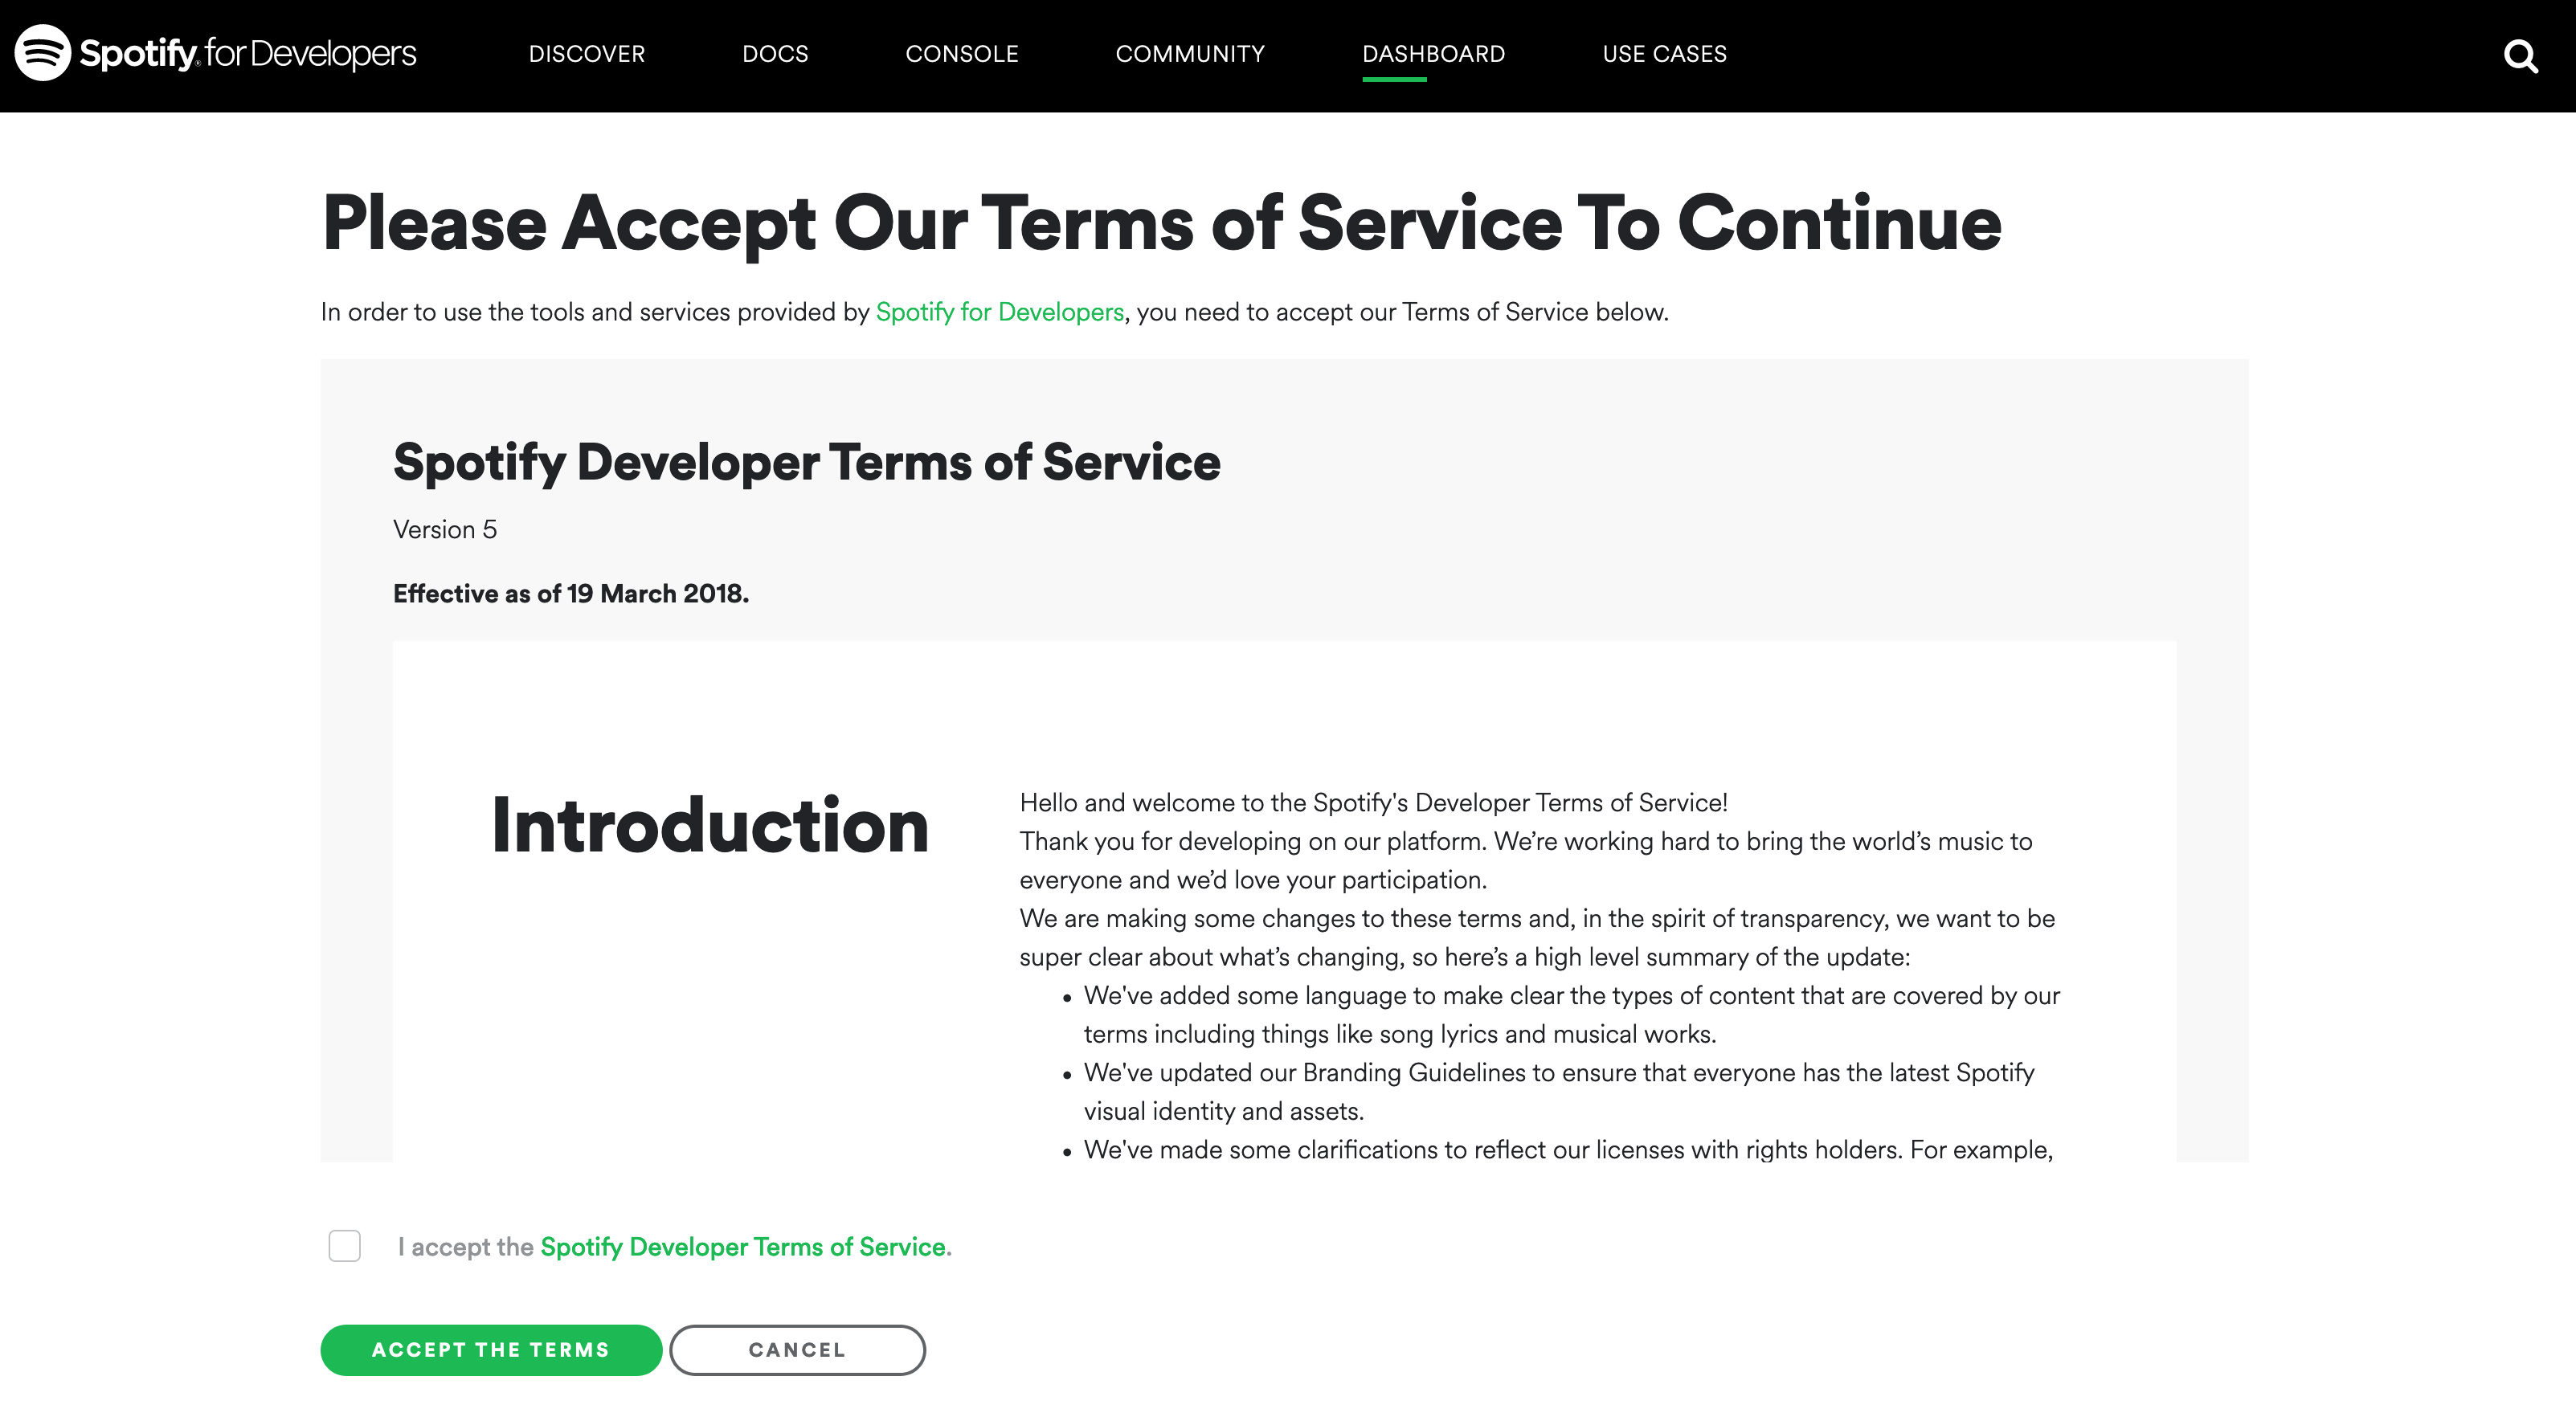 Spotify® for Developers
DISCOVER
DOCS
CONSOLE
COMMUNITY
DASHBOARD
USE CASES
Please Accept Our Terms of Service To Continue
In order to use the tools and services provided by Spotify for Developers, you need to accept our Terms of Service below.
Spotify Developer Terms of Service
Version 5
Effective as of 19 March 2018.
Introduction
Hello and welcome to the Spotify's Developer Terms of Service!
Thank you for developing on our platform. We’re working hard to bring the world’s music to
everyone and we’d love your participation.
We are making some changes to these terms and, in the spirit of transparency, we want to be
super clear about what’s changing, so here’s a high level summary of the update:
• We've added some language to make clear the types of content that are covered by our
terms including things like song lyrics and musical works.
• We've updated our Branding Guidelines to ensure that everyone has the latest Spotify
visual identity and assets.
• We've made some clarifications to reflect our licenses with rights holders. For example,
I accept the Spotify Developer Terms of Service.
ACCEPT THE TERMS
CANCEL